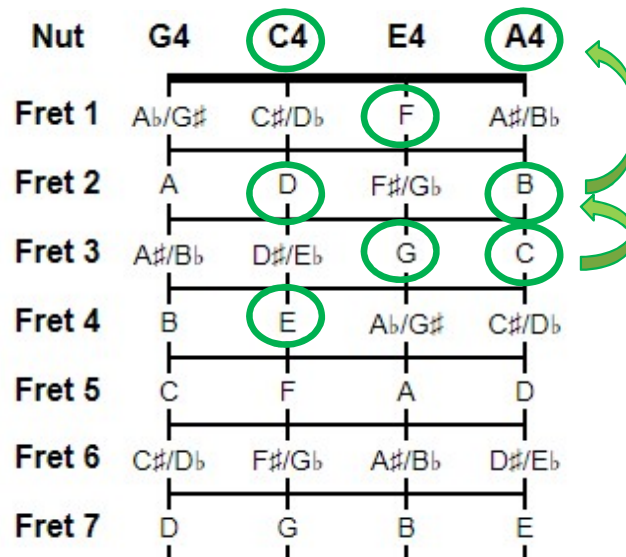 Nut G4 C4 E4 A4
Fret 1 A♭/G♯ C♯/D♭ F A♯/B♭
Fret 2 A D F♯/G♭ B
Fret 3 A♯/B♭ D♯/E♭ G C
Fret 4 B E A♭/G♯ C♯/D♭
Fret 5 C F A D
Fret 6 C♯/D♭ F♯/G♭ A♯/B♭ D♯/E♭
Fret 7 D G B E